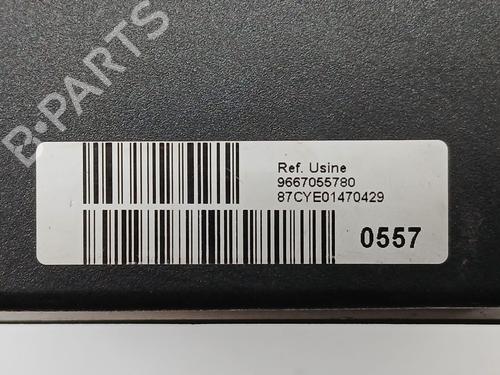 B-PARTS
Ref. Usine
9667055780
87CYE01470429
0557